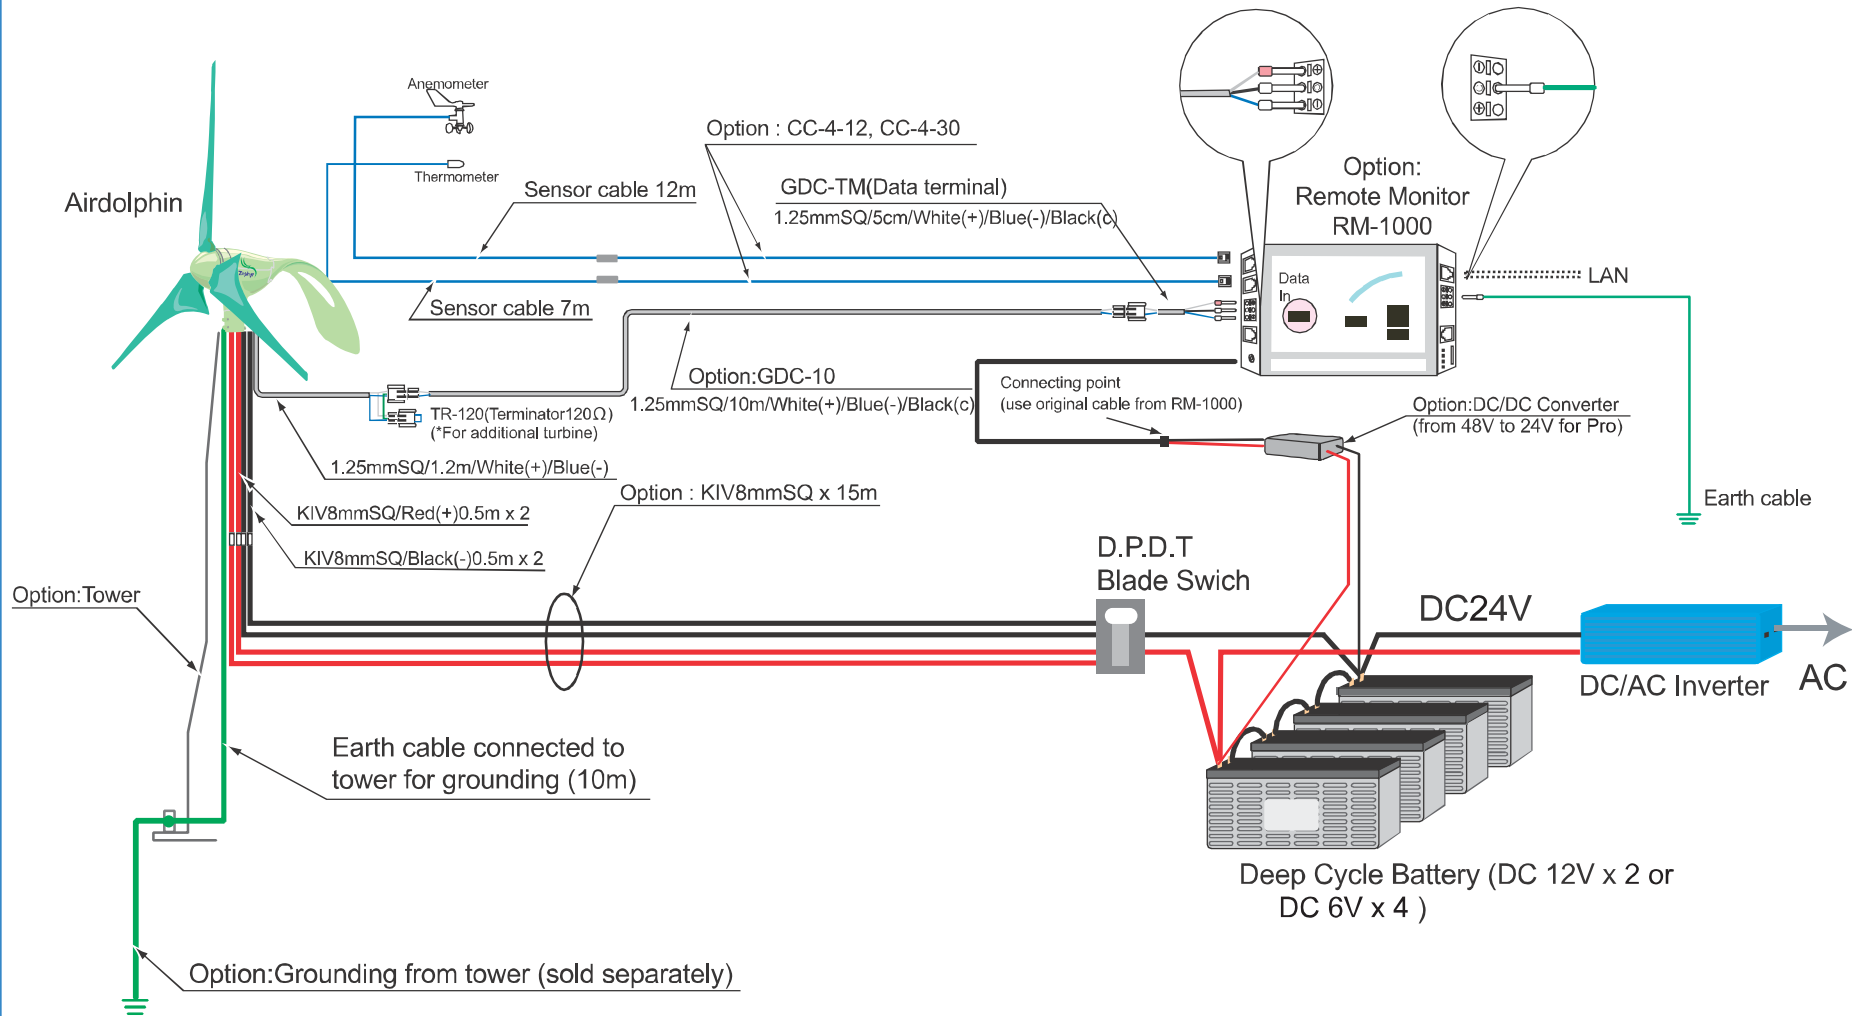 Anemometer
Thermometer
Airdolphin
Option : CC-4-12, CC-4-30
Sensor cable 12m
GDC-TM(Data terminal)
1.25mmSQ/5cm/White(+)/Blue(-)/Black(c)
Sensor cable 7m
Option:
Remote Monitor
RM-1000
Data
In
LAN
Option:GDC-10
1.25mmSQ/10m/White(+)/Blue(-)/Black(c)
Connecting point
(use original cable from RM-1000)
Option:DC/DC Converter
(from 48V to 24V for Pro)
TR-120(Terminator120Ω)
(*For additional turbine)
1.25mmSQ/1.2m/White(+)/Blue(-)
Option : KIV8mmSQ x 15m
KIV8mmSQ/Red(+)0.5m x 2
KIV8mmSQ/Black(-)0.5m x 2
Earth cable
D.P.D.T
Blade Swich
Option:Tower
DC24V
DC/AC Inverter
AC
Earth cable connected to
tower for grounding (10m)
Deep Cycle Battery (DC 12V x 2 or
DC 6V x 4 )
Option:Grounding from tower (sold separately)